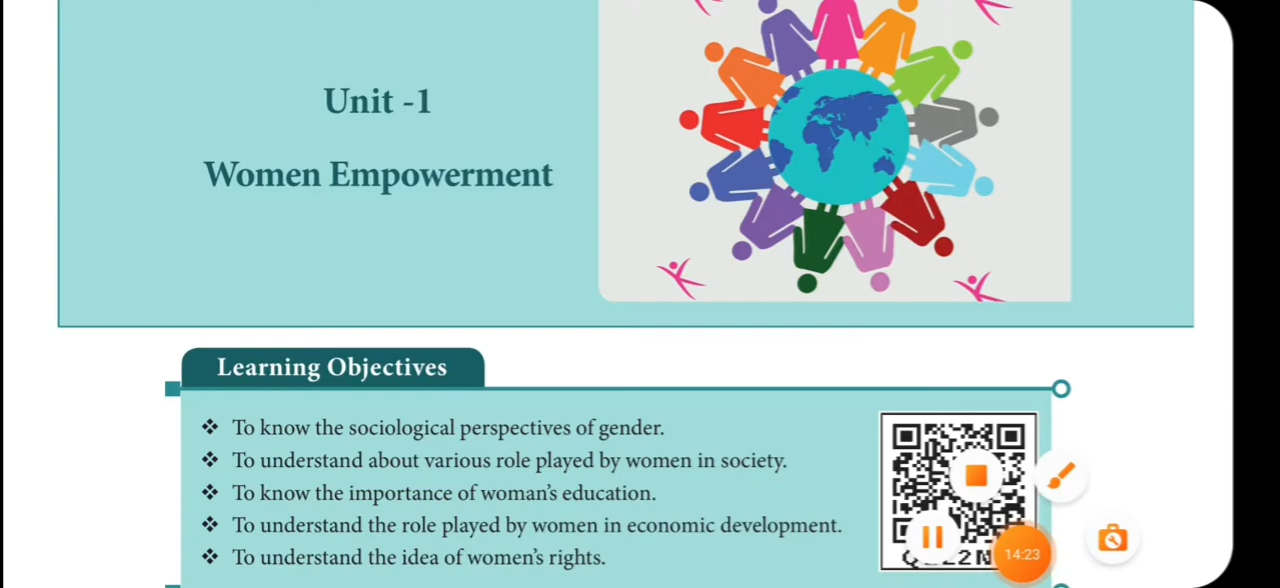 Unit -1
Women Empowerment
Learning Objectives
❖ To know the sociological perspectives of gender.
❖ To understand about various role played by women in society.
❖ To know the importance of woman's education.
❖ To understand the role played by women in economic development.
❖ To understand the idea of women's rights.
14:23